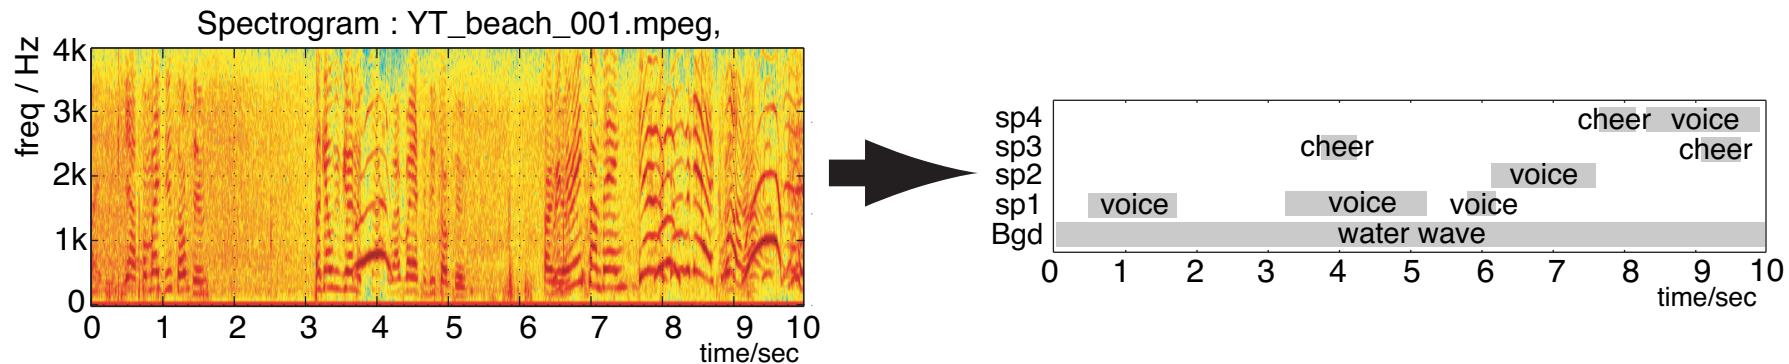 Spectrogram : YT_beach_001.mpeg,
freq / Hz
4k
3k
2k
1k
0
0 1 2 3 4 5 6 7 8 9 10
time/sec
sp4 cheer voice
sp3 cheer cheer
sp2 voice
sp1 voice voice voice
Bgd water wave
0 1 2 3 4 5 6 7 8 9 10
time/sec